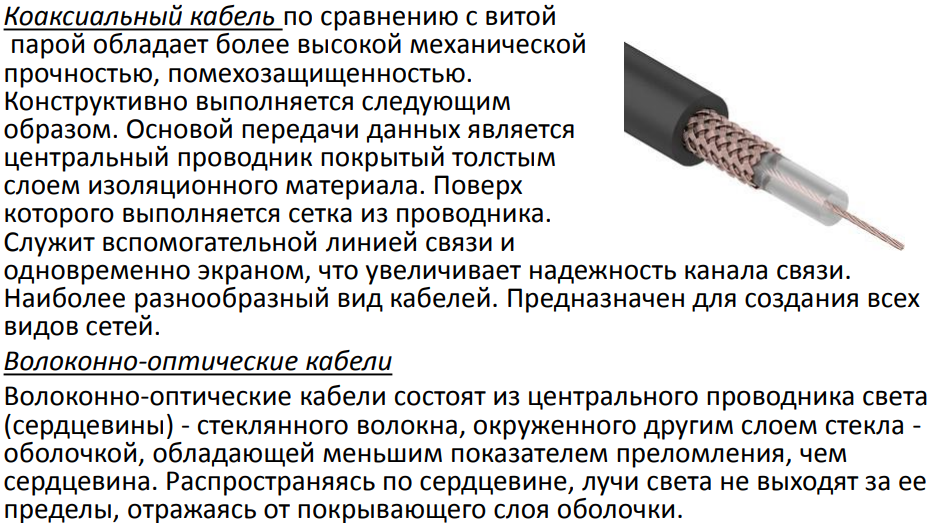 Коаксиальный кабель по сравнению с витой
парой обладает более высокой механической
прочностью, помехозащищенностью.
Конструктивно выполняется следующим
образом. Основой передачи данных является
центральный проводник покрытый толстым
слоем изоляционного материала. Поверх
которого выполняется сетка из проводника.
Служит вспомогательной линией связи и
одновременно экраном, что увеличивает надежность канала связи.
Наиболее разнообразный вид кабелей. Предназначен для создания всех
видов сетей.
Волоконно-оптические кабели
Волоконно-оптические кабели состоят из центрального проводника света
(сердцевины) - стеклянного волокна, окруженного другим слоем стекла -
оболочкой, обладающей меньшим показателем преломления, чем
сердцевина. Распространяясь по сердцевине, лучи света не выходят за ее
пределы, отражаясь от покрывающего слоя оболочки.